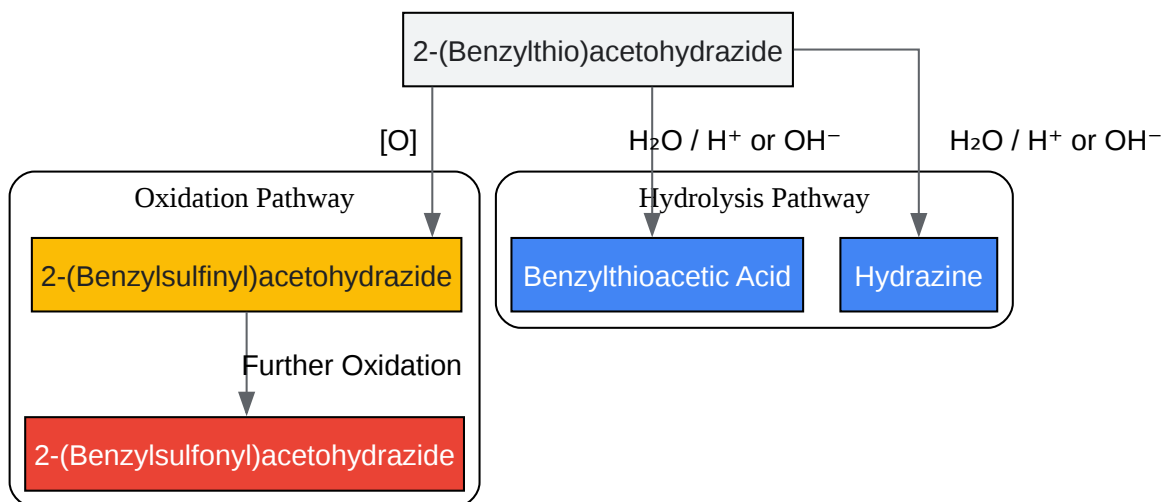 2-(Benzylthio)acetohydrazide
[O]
H₂O / H⁺ or OH⁻
H₂O / H⁺ or OH⁻
Oxidation Pathway
Hydrolysis Pathway
2-(Benzylsulfinyl)acetohydrazide
Benzylthioacetic Acid
Hydrazine
Further Oxidation
2-(Benzylsulfonyl)acetohydrazide